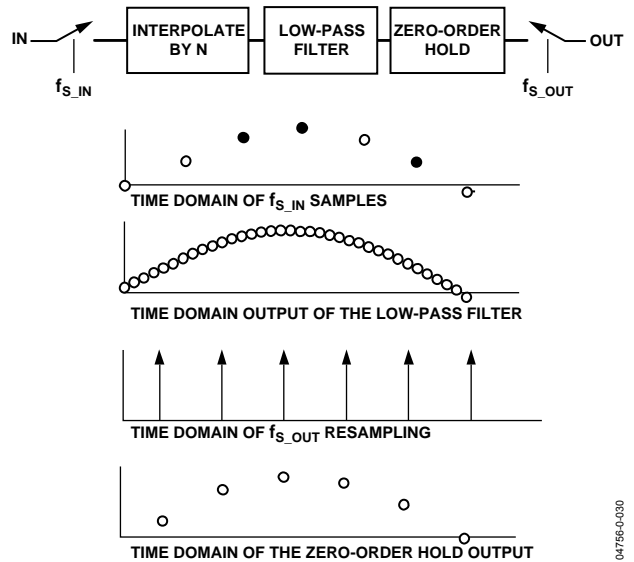 IN
INTERPOLATE
BY N
LOW-PASS
FILTER
ZERO-ORDER
HOLD
OUT
fS_IN
fS_OUT
TIME DOMAIN OF fS_IN SAMPLES
TIME DOMAIN OUTPUT OF THE LOW-PASS FILTER
TIME DOMAIN OF fS_OUT RESAMPLING
TIME DOMAIN OF THE ZERO-ORDER HOLD OUTPUT
04756-0-030